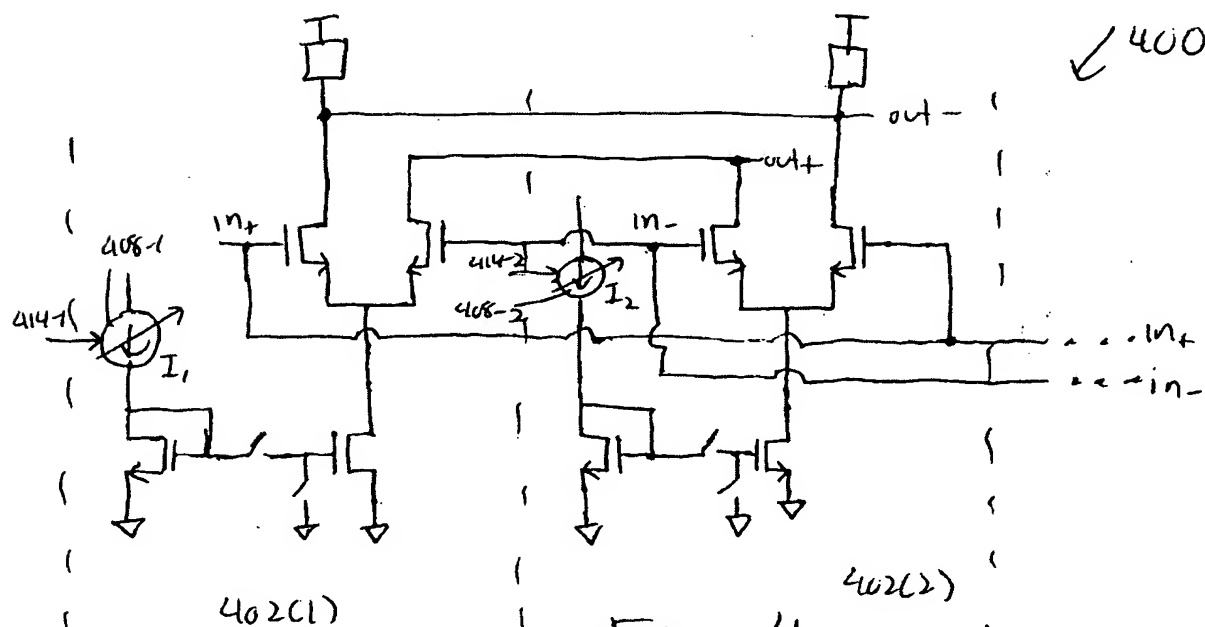 400
out -
out+
in+
in-
408-1
414-2
414-1
408-2
I2
I1
in+
in-
402(1)
402(2)